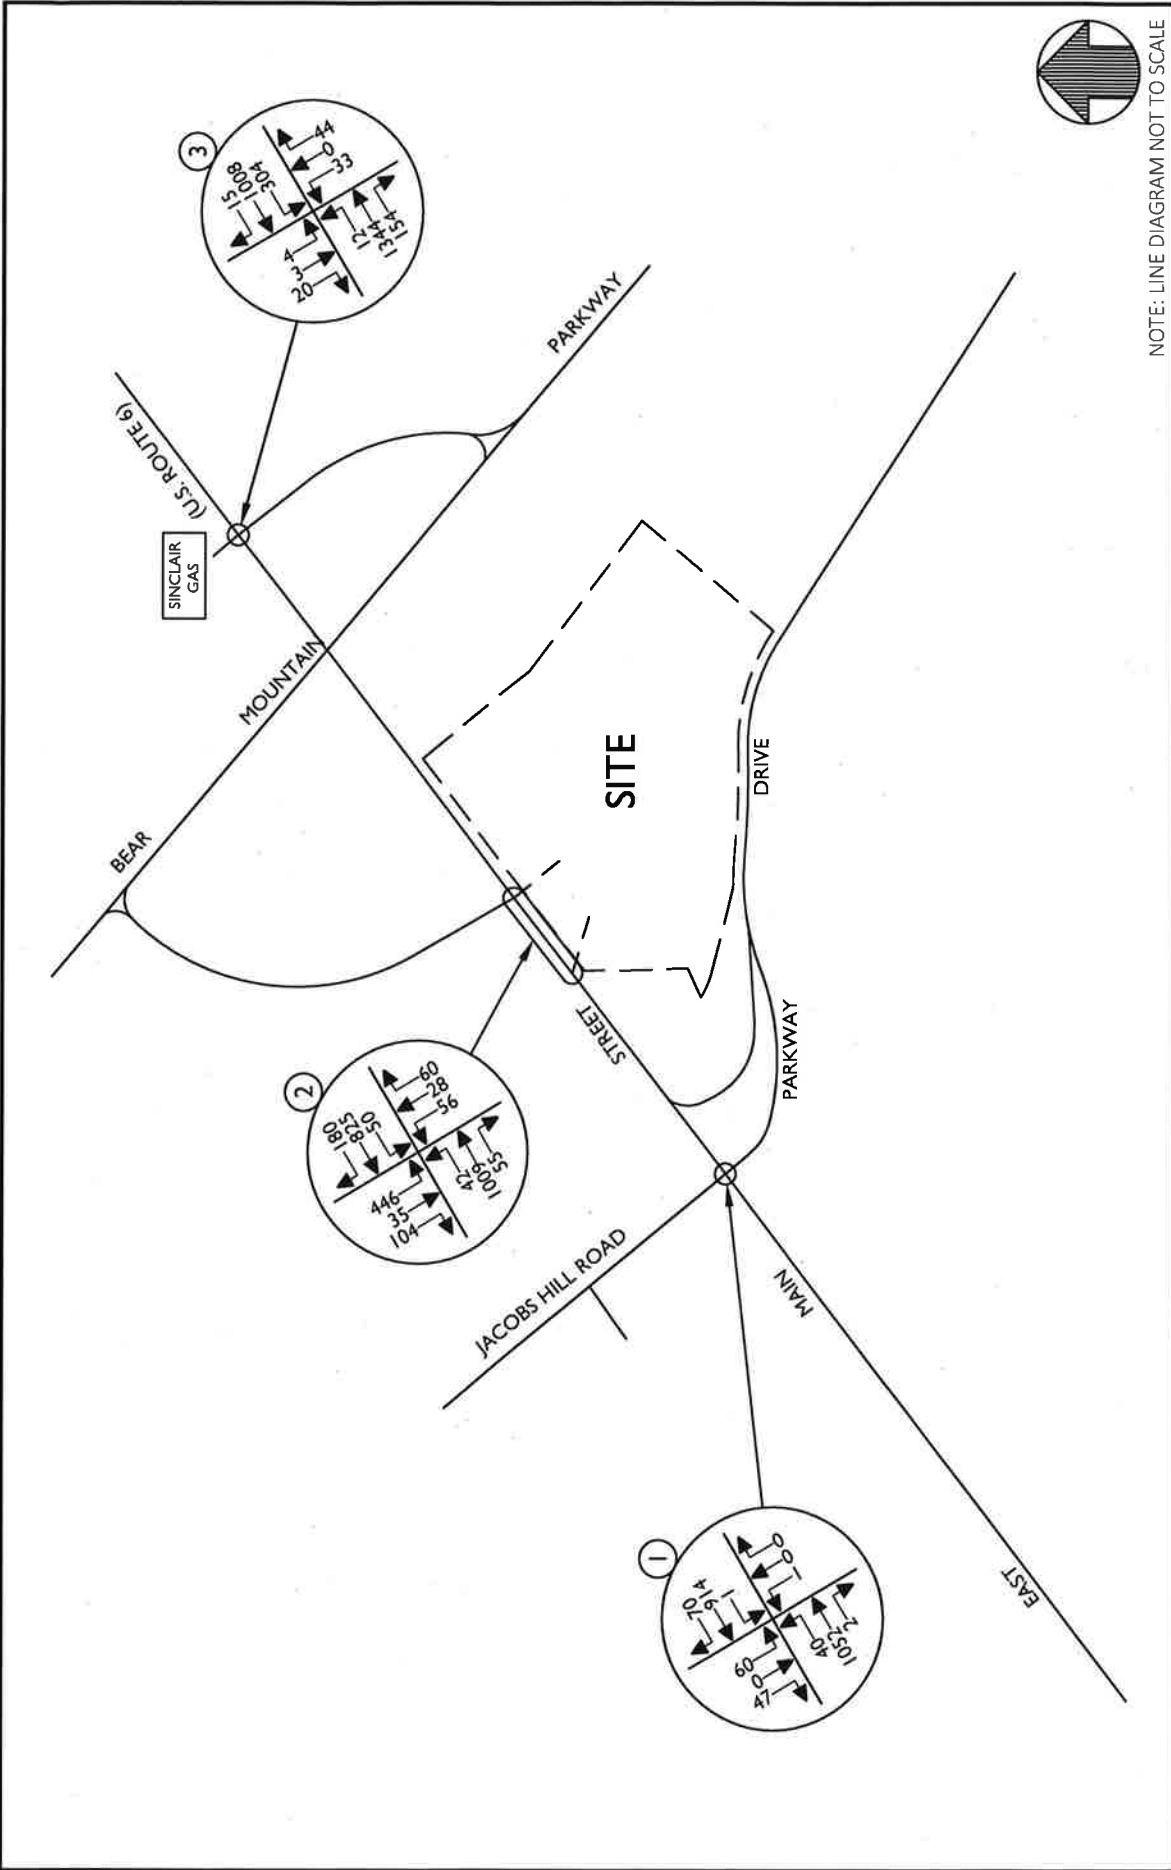 3
15
1008
304
44
0
33
4
3
20
12
1344
154
(U.S. ROUTE 6)
SINCLAIR
GAS
BEAR
MOUNTAIN
PARKWAY
2
180
825
50
60
28
56
446
35
104
42
1009
55
STREET
SITE
DRIVE
PARKWAY
JACOBS HILL ROAD
MAIN
EAST
1
70
914
1
0
0
1
60
0
47
40
1052
2
NOTE: LINE DIAGRAM NOT TO SCALE